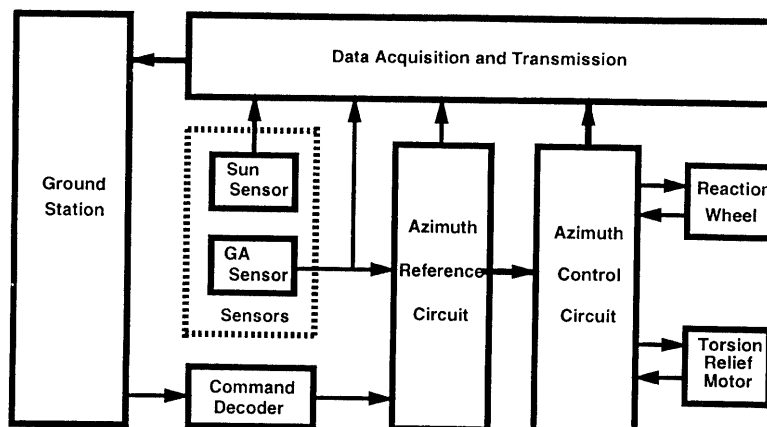 Data Acquisition and Transmission
Ground
Station
Sun
Sensor
GA
Sensor
Sensors
Command
Decoder
Azimuth
Reference
Circuit
Azimuth
Control
Circuit
Reaction
Wheel
Torsion
Relief
Motor